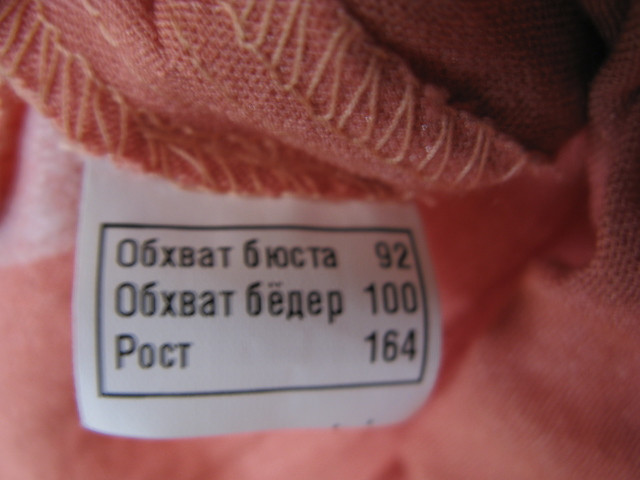 Обхват бюста 92
Обхват бёдер 100
Рост 164